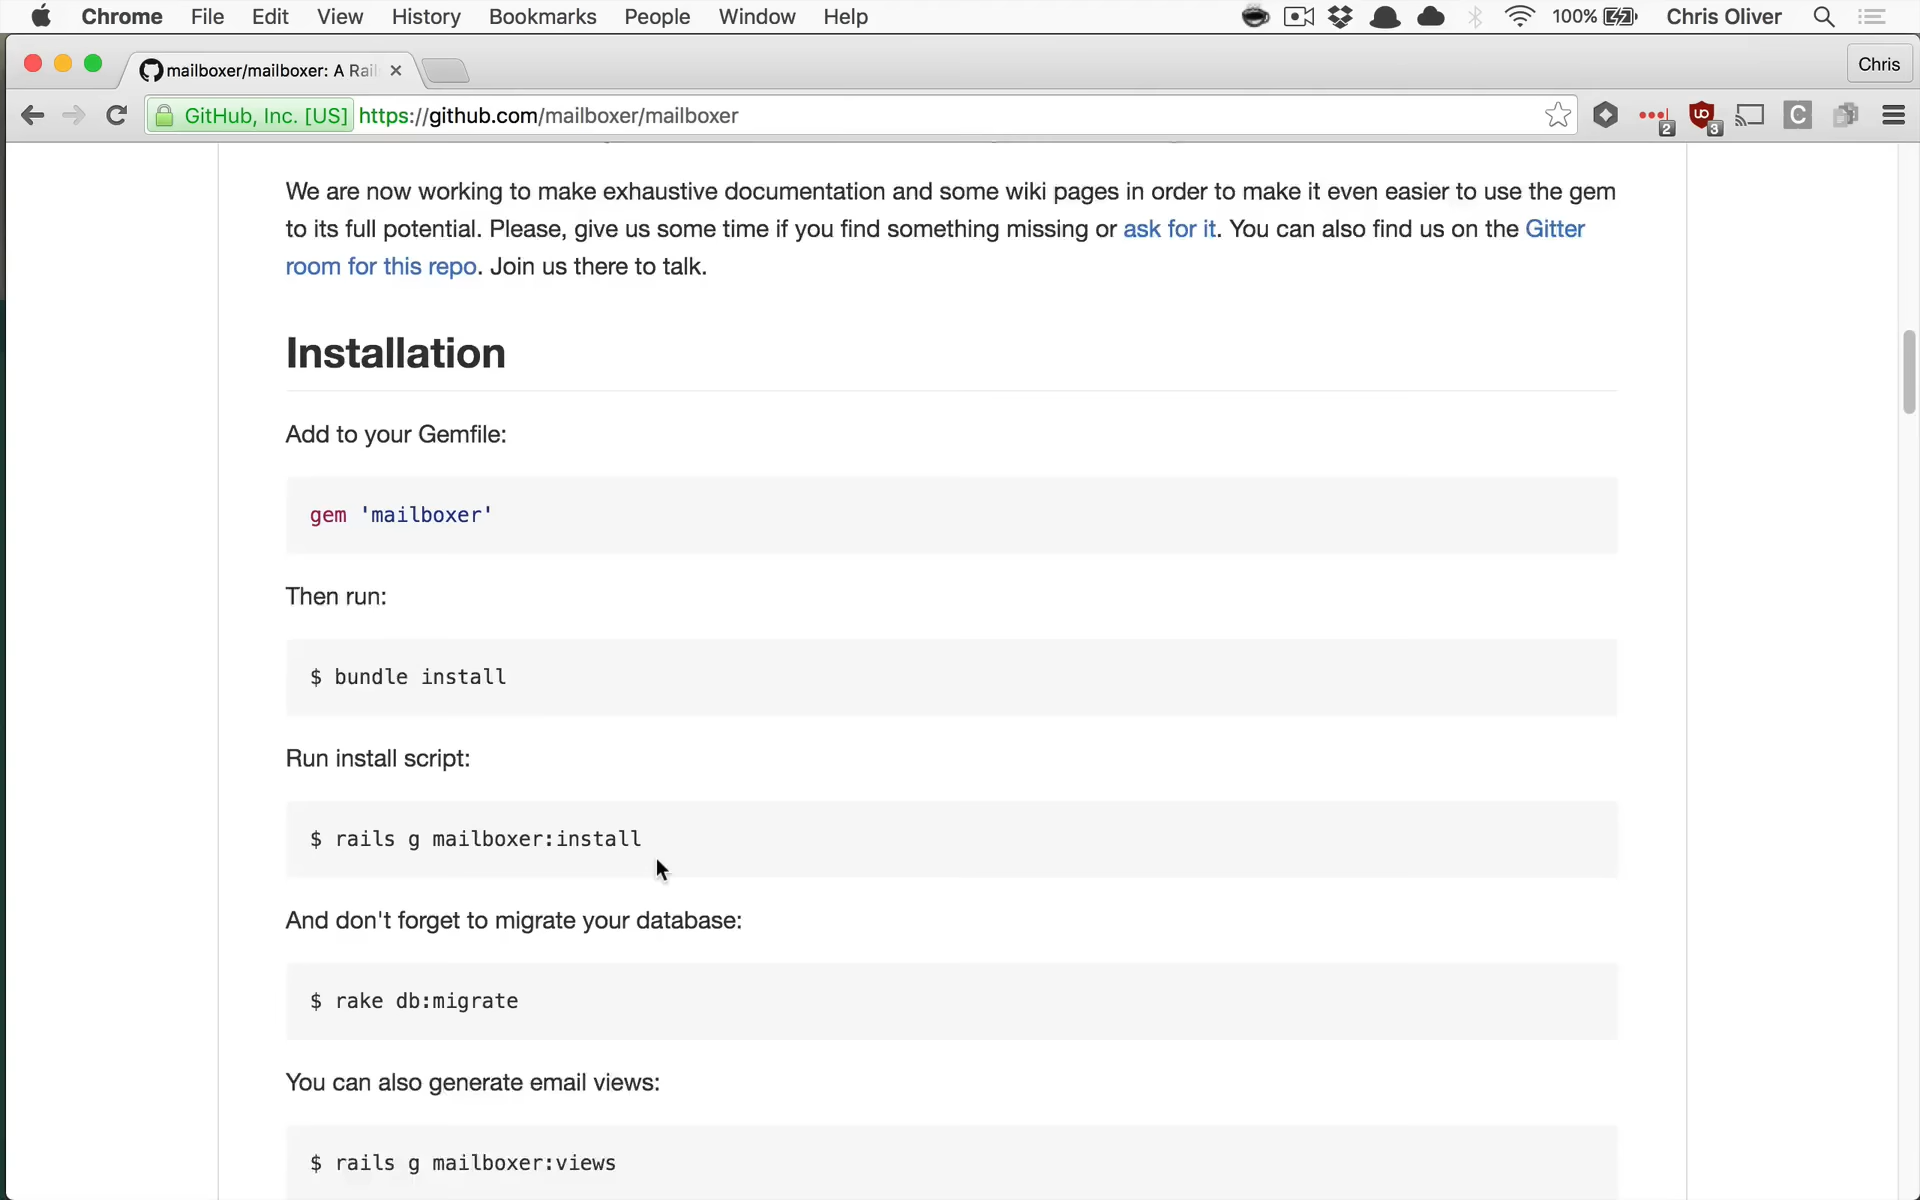 Chrome File Edit View History Bookmarks People Window Help 100% Chris Oliver
mailboxer/mailboxer: A Rail Chris
GitHub, Inc. [US] https://github.com/mailboxer/mailboxer 2 UO 3 C
We are now working to make exhaustive documentation and some wiki pages in order to make it even easier to use the gem
to its full potential. Please, give us some time if you find something missing or ask for it. You can also find us on the Gitter
room for this repo. Join us there to talk.
Installation
Add to your Gemfile:
gem 'mailboxer'
Then run:
$ bundle install
Run install script:
$ rails g mailboxer:install
And don't forget to migrate your database:
$ rake db:migrate
You can also generate email views:
$ rails g mailboxer:views